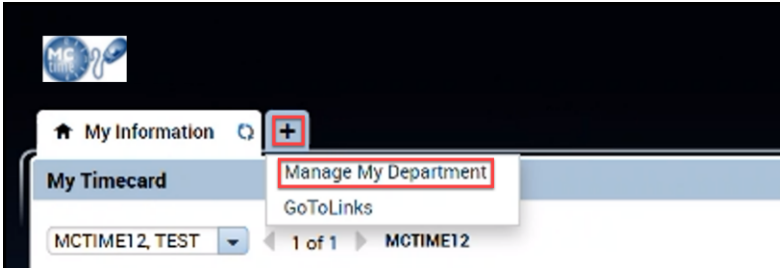 MC
time
My Information +
Manage My Department
My Timecard
GoToLinks
MCTIME12, TEST 1 of 1 MCTIME12